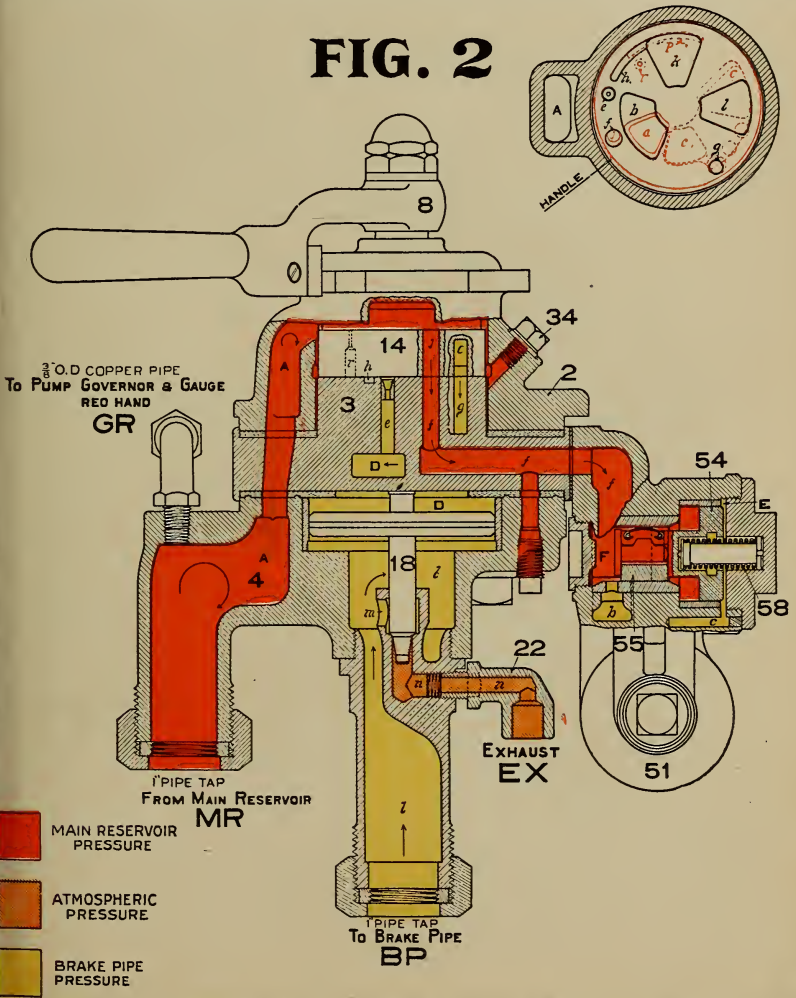 FIG. 2
p a
k
h
r
o
c
e
b
l
A
f
a
c
g
HANDLE
8
34
14
j
c
A
r
h
2
3/8" O.D COPPER PIPE
TO PUMP GOVERNOR & GAUGE
RED HAND
GR
3
e
g
f
D
f
f
f
54
E
D
A
4
18
F
l
m
b
55
c
58
22
n
n
EXHAUST
EX
51
1" PIPE TAP
FROM MAIN RESERVOIR
MR
l
MAIN RESERVOIR
PRESSURE
ATMOSPHERIC
PRESSURE
1" PIPE TAP
TO BRAKE PIPE
BP
BRAKE PIPE
PRESSURE